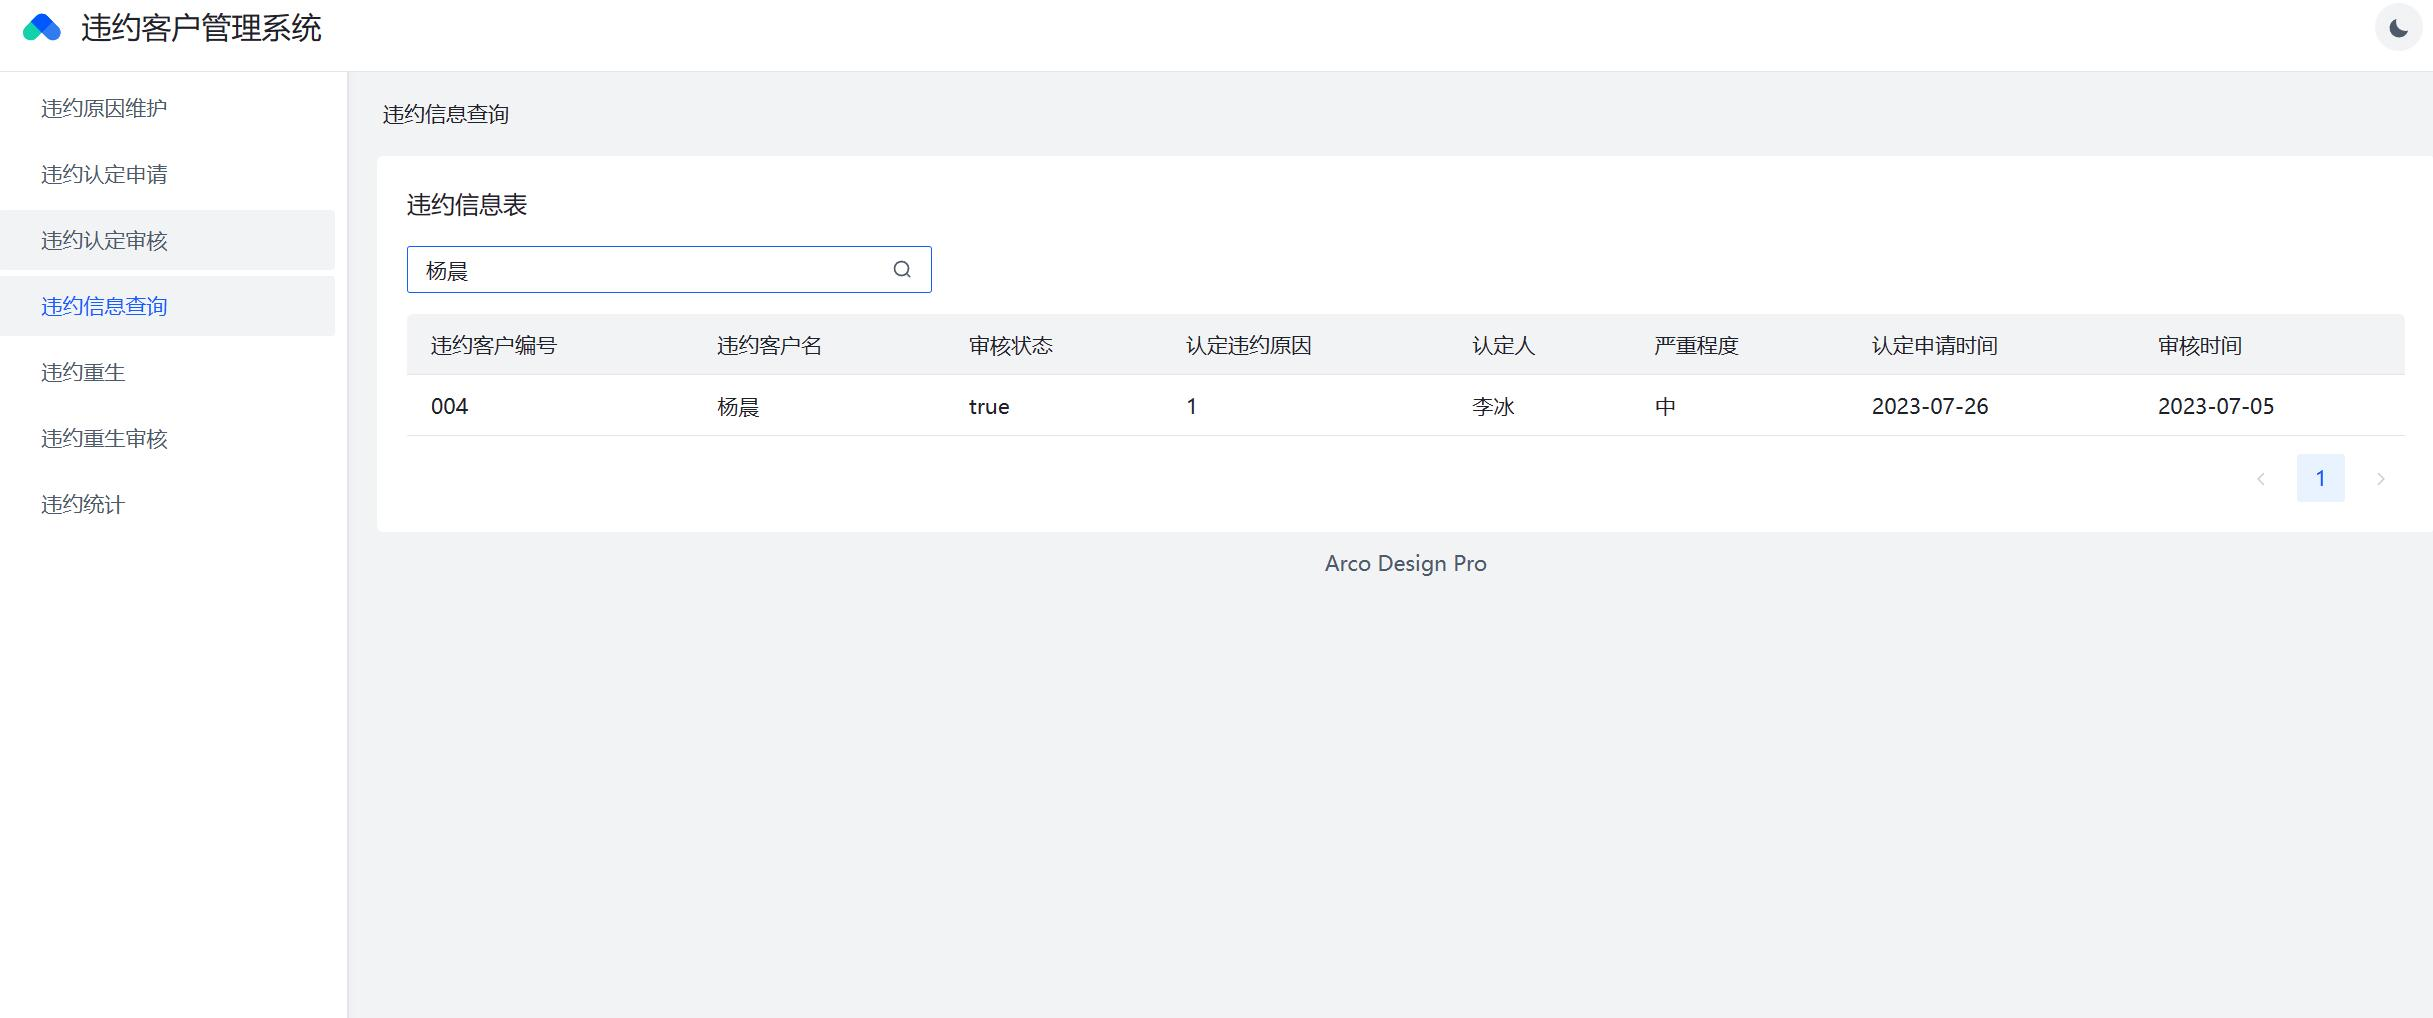 违约客户管理系统
违约原因维护
违约认定申请
违约认定审核
违约信息查询
违约重生
违约重生审核
违约统计
违约信息查询
违约信息表
杨晨
违约客户编号 违约客户名 审核状态 认定违约原因 认定人 严重程度 认定申请时间 审核时间
004 杨晨 true 1 李冰 中 2023-07-26 2023-07-05
1
Arco Design Pro